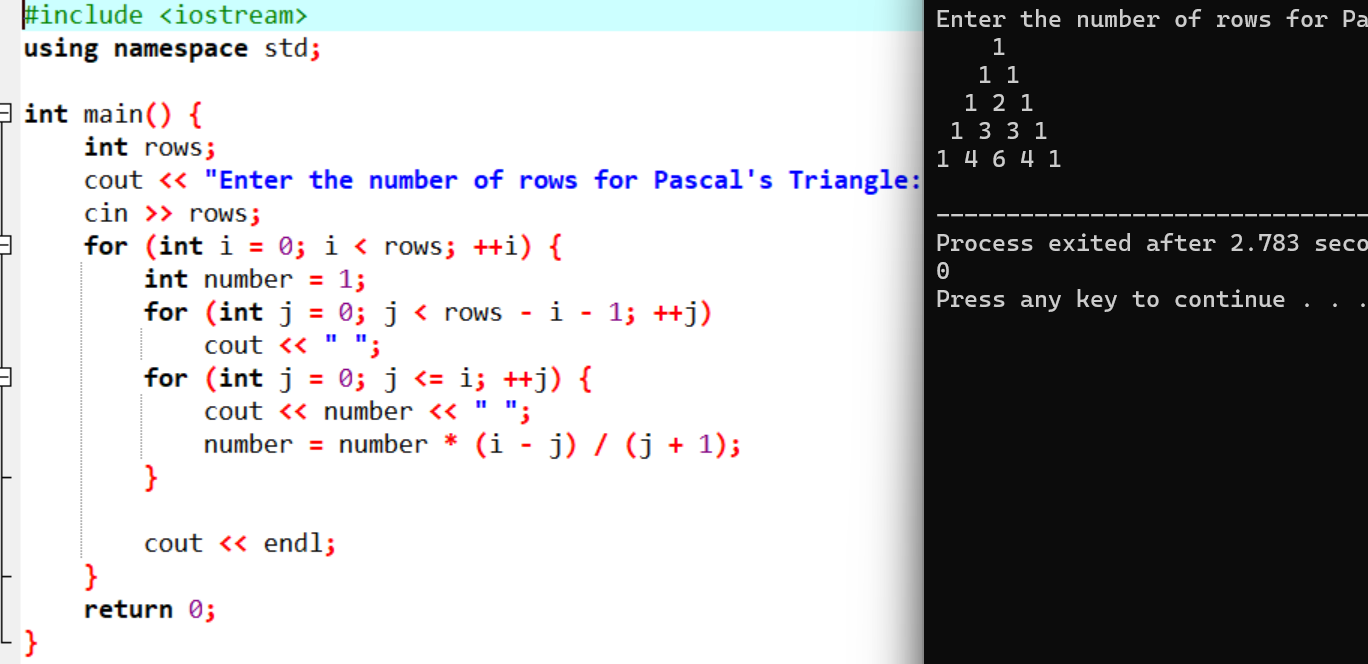 #include <iostream>
using namespace std;
int main() {
int rows;
cout << "Enter the number of rows for Pascal's Triangle:
cin >> rows;
for (int i = 0; i < rows; ++i) {
int number = 1;
for (int j = 0; j < rows - i - 1; ++j)
cout << " ";
for (int j = 0; j <= i; ++j) {
cout << number << " ";
number = number * (i - j) / (j + 1);
}
cout << endl;
}
return 0;
}
Enter the number of rows for Pa
1
1 1
1 2 1
1 3 3 1
1 4 6 4 1
--------------------------------
Process exited after 2.783 seco
0
Press any key to continue . . .